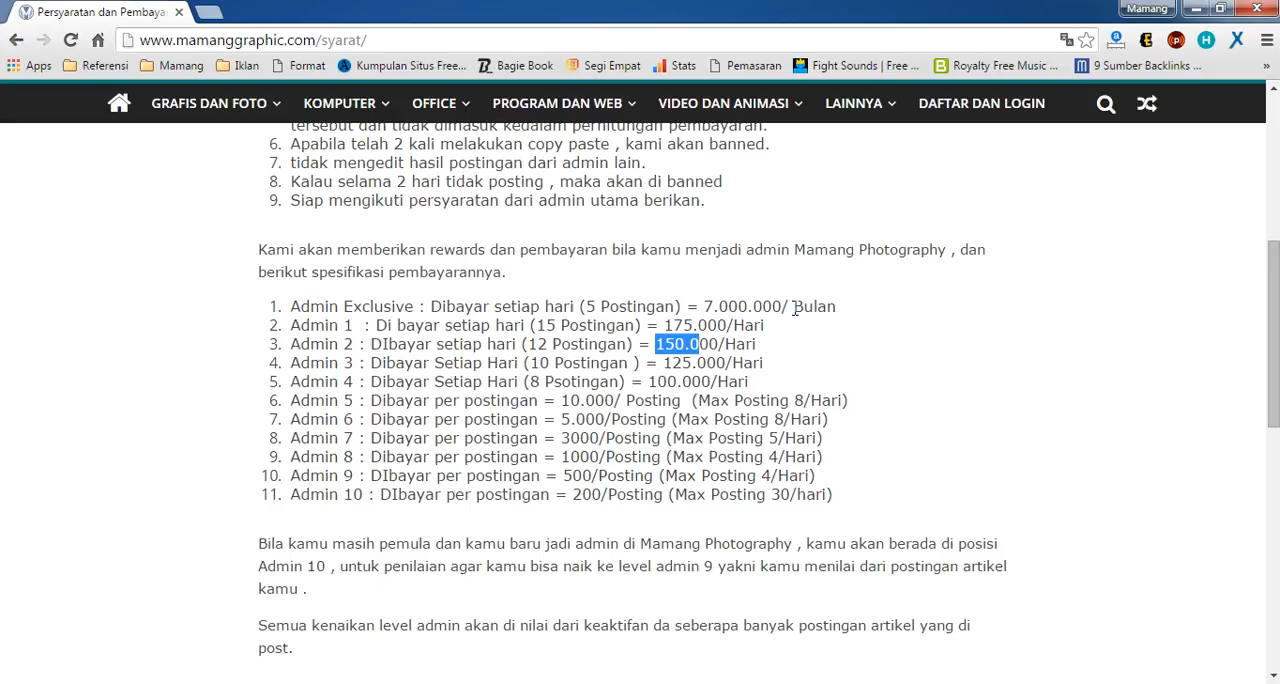 Persyaratan dan Pembaya
Mamang
www.mamanggraphic.com/syarat/
Apps Referensi Mamang Iklan Format Kumpulan Situs Free... Bagie Book Segi Empat Stats Pemasaran Fight Sounds | Free ... Royalty Free Music ... 9 Sumber Backlinks ... »
GRAFIS DAN FOTO KOMPUTER OFFICE PROGRAM DAN WEB VIDEO DAN ANIMASI LAINNYA DAFTAR DAN LOGIN
tersebut dan tidak dimasuk kedalam perhitungan pembayaran.
6. Apabila telah 2 kali melakukan copy paste , kami akan banned.
7. tidak mengedit hasil postingan dari admin lain.
8. Kalau selama 2 hari tidak posting , maka akan di banned
9. Siap mengikuti persyaratan dari admin utama berikan.
Kami akan memberikan rewards dan pembayaran bila kamu menjadi admin Mamang Photography , dan
berikut spesifikasi pembayarannya.
1. Admin Exclusive : Dibayar setiap hari (5 Postingan) = 7.000.000/ Bulan
2. Admin 1 : Di bayar setiap hari (15 Postingan) = 175.000/Hari
3. Admin 2 : DIbayar setiap hari (12 Postingan) = 150.000/Hari
4. Admin 3 : Dibayar Setiap Hari (10 Postingan ) = 125.000/Hari
5. Admin 4 : Dibayar Setiap Hari (8 Psotingan) = 100.000/Hari
6. Admin 5 : Dibayar per postingan = 10.000/ Posting (Max Posting 8/Hari)
7. Admin 6 : Dibayar per postingan = 5.000/Posting (Max Posting 8/Hari)
8. Admin 7 : Dibayar per postingan = 3000/Posting (Max Posting 5/Hari)
9. Admin 8 : Dibayar per postingan = 1000/Posting (Max Posting 4/Hari)
10. Admin 9 : DIbayar per postingan = 500/Posting (Max Posting 4/Hari)
11. Admin 10 : DIbayar per postingan = 200/Posting (Max Posting 30/hari)
Bila kamu masih pemula dan kamu baru jadi admin di Mamang Photography , kamu akan berada di posisi
Admin 10 , untuk penilaian agar kamu bisa naik ke level admin 9 yakni kamu menilai dari postingan artikel
kamu .
Semua kenaikan level admin akan di nilai dari keaktifan da seberapa banyak postingan artikel yang di
post.